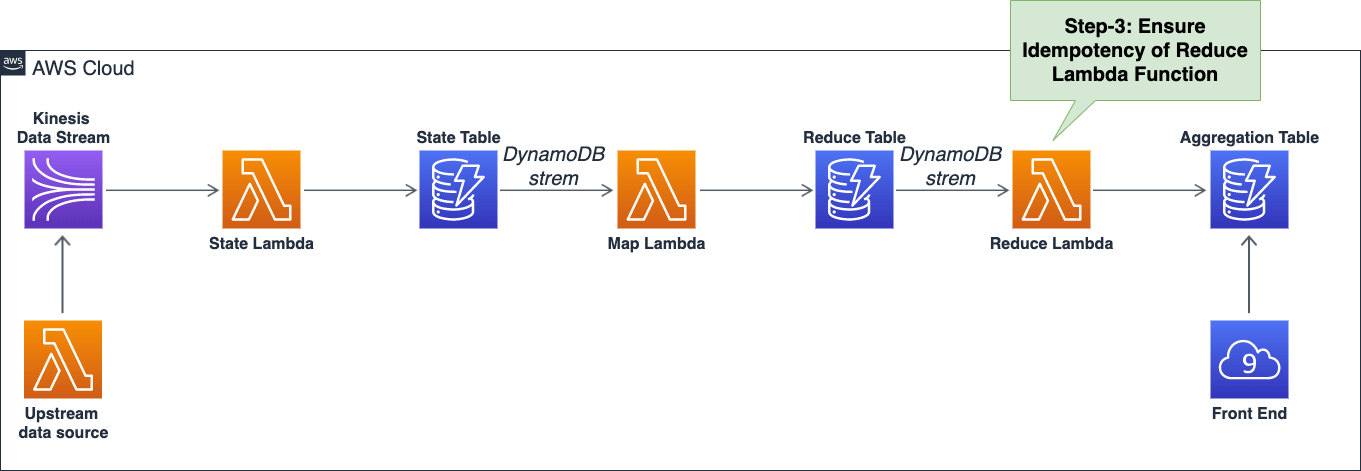 Step-3: Ensure
Idempotency of Reduce
Lambda Function
aws
AWS Cloud
Kinesis
Data Stream
State Table
DynamoDB
strem
Reduce Table
DynamoDB
strem
Aggregation Table
State Lambda
Map Lambda
Reduce Lambda
9
Upstream
data source
Front End